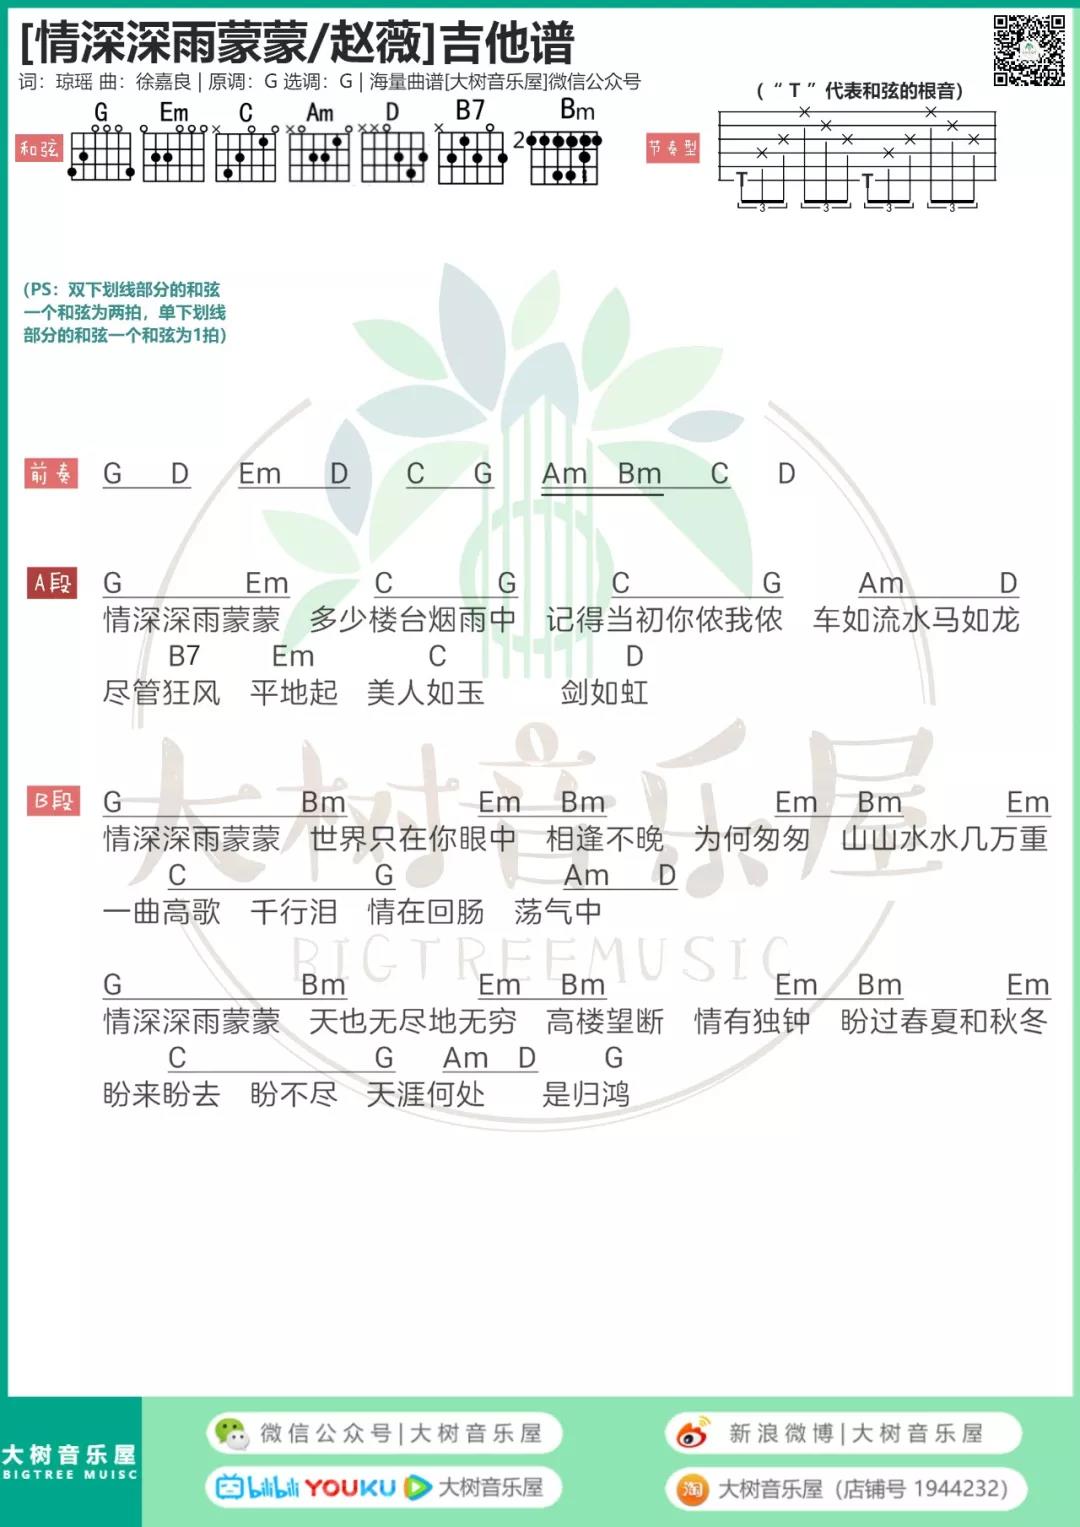 [情深深雨蒙蒙/赵薇]吉他谱
词：琼瑶 曲：徐嘉良 | 原调：G 选调：G | 海量曲谱[大树音乐屋]微信公众号
(“T”代表和弦的根音)
和弦 G Em C Am D B7 Bm
2
节奏型
T T
3 3 3 3
(PS：双下划线部分的和弦
一个和弦为两拍，单下划线
部分的和弦一个和弦为1拍)
前奏 G D Em D C G Am Bm C D
A段 G Em C G C G Am D
情深深雨蒙蒙 多少楼台烟雨中 记得当初你侬我侬 车如流水马如龙
B7 Em C D
尽管狂风 平地起 美人如玉 剑如虹
大树音乐屋
B段 G Bm Em Bm Em Bm Em
情深深雨蒙蒙 世界只在你眼中 相逢不晚 为何匆匆 山山水水几万重
C G Am D
一曲高歌 千行泪 情在回肠 荡气中
BIGTREEMUSIC
G Bm Em Bm Em Bm Em
情深深雨蒙蒙 天也无尽地无穷 高楼望断 情有独钟 盼过春夏和秋冬
C G Am D G
盼来盼去 盼不尽 天涯何处 是归鸿
大树音乐屋
BIGTREE MUISC
微信公众号|大树音乐屋
新浪微博|大树音乐屋
bilibili YOUKU 大树音乐屋
淘 大树音乐屋（店铺号 1944232）